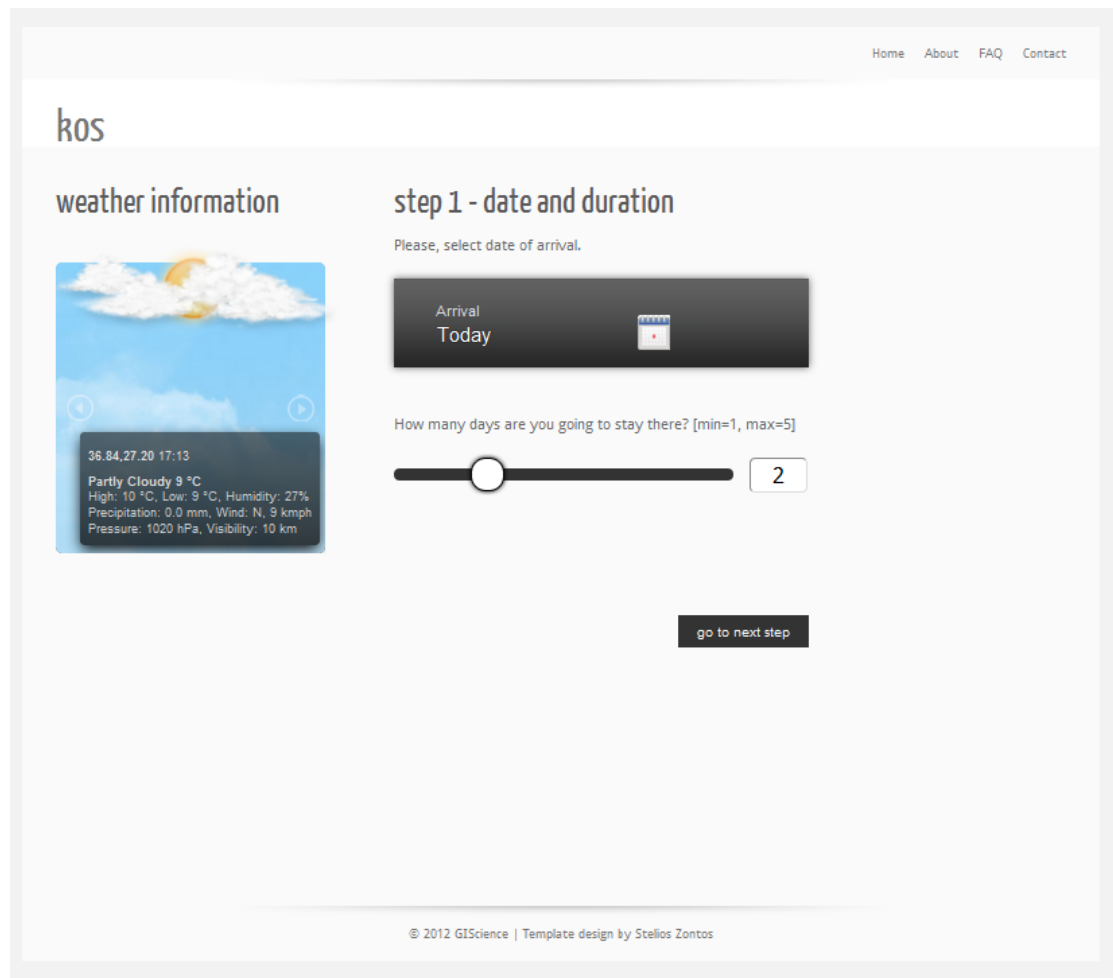 Home About FAQ Contact
kos
weather information
36.84,27.20 17:13
Partly Cloudy 9 °C
High: 10 °C, Low: 9 °C, Humidity: 27%
Precipitation: 0.0 mm, Wind: N, 9 kmph
Pressure: 1020 hPa, Visibility: 10 km
step 1 - date and duration
Please, select date of arrival.
Arrival
Today
How many days are you going to stay there? [min=1, max=5]
2
go to next step
© 2012 GIScience | Template design by Stelios Zontos